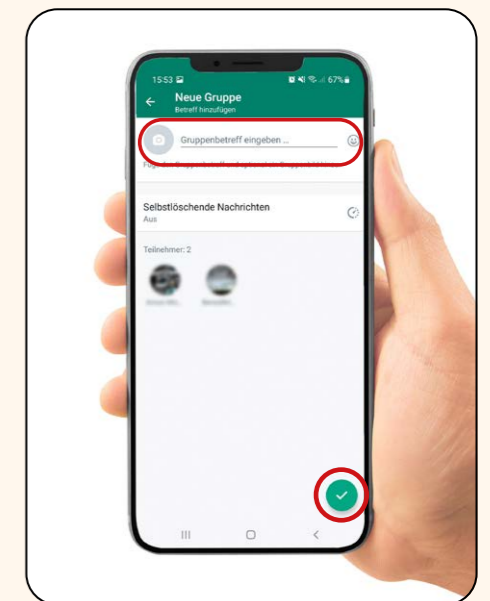 15:53 67%
Neue Gruppe
Betreff hinzufügen
Gruppenbetreff eingeben ...
Selbstlöschende Nachrichten
Aus
Teilnehmer: 2